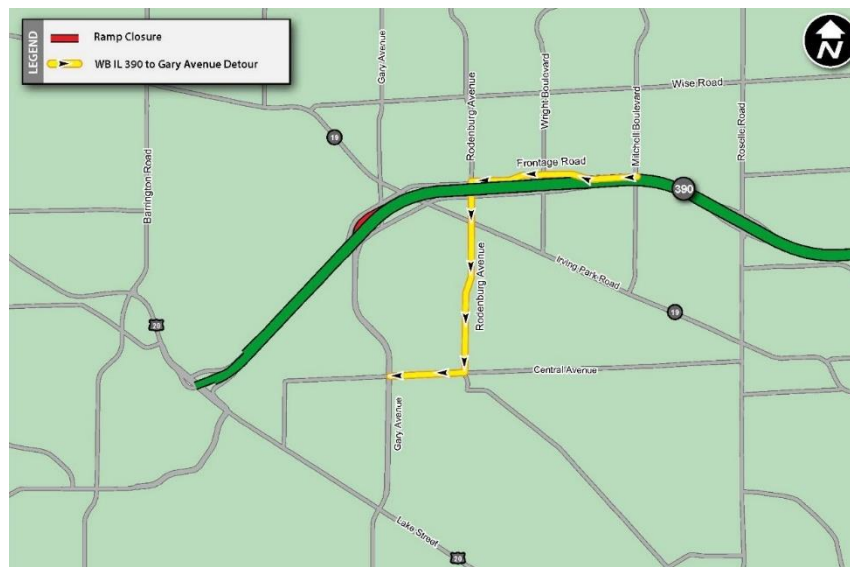 LEGEND
Ramp Closure
WB IL 390 to Gary Avenue Detour
N
Gary Avenue
Rodenburg Avenue
Wright Boulevard
Mitchell Boulevard
Roselle Road
Wise Road
Barrington Road
19
Frontage Road
390
Rodenburg Avenue
Irving Park Road
19
20
Central Avenue
Gary Avenue
Lake Street
20